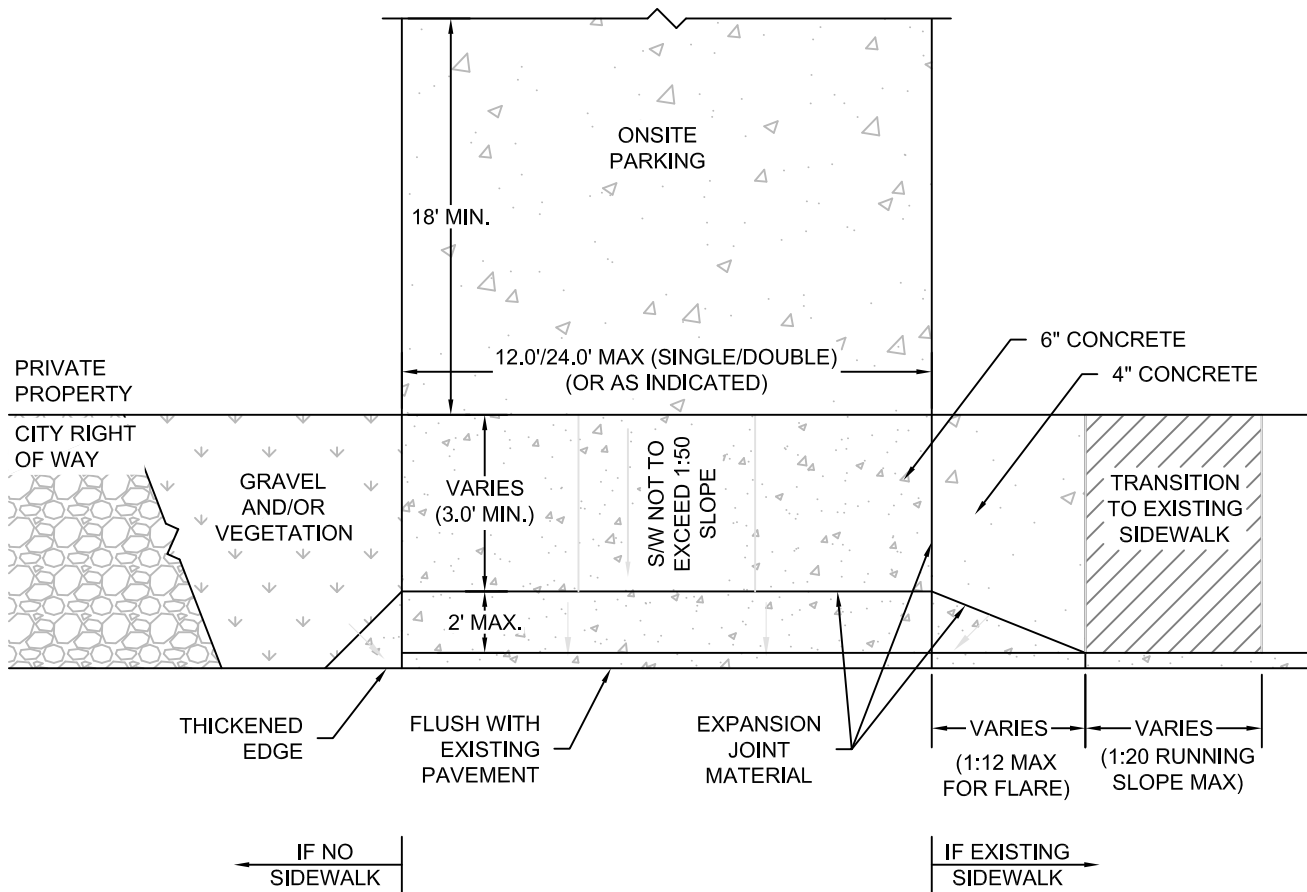 ONSITE
PARKING
18' MIN.
12.0'/24.0' MAX (SINGLE/DOUBLE)
(OR AS INDICATED)
6" CONCRETE
4" CONCRETE
PRIVATE
PROPERTY
CITY RIGHT
OF WAY
GRAVEL
AND/OR
VEGETATION
VARIES
(3.0' MIN.)
S/W NOT TO
EXCEED 1:50
SLOPE
TRANSITION
TO EXISTING
SIDEWALK
2' MAX.
THICKENED
EDGE
FLUSH WITH
EXISTING
PAVEMENT
EXPANSION
JOINT
MATERIAL
VARIES
(1:12 MAX
FOR FLARE)
VARIES
(1:20 RUNNING
SLOPE MAX)
IF NO
SIDEWALK
IF EXISTING
SIDEWALK